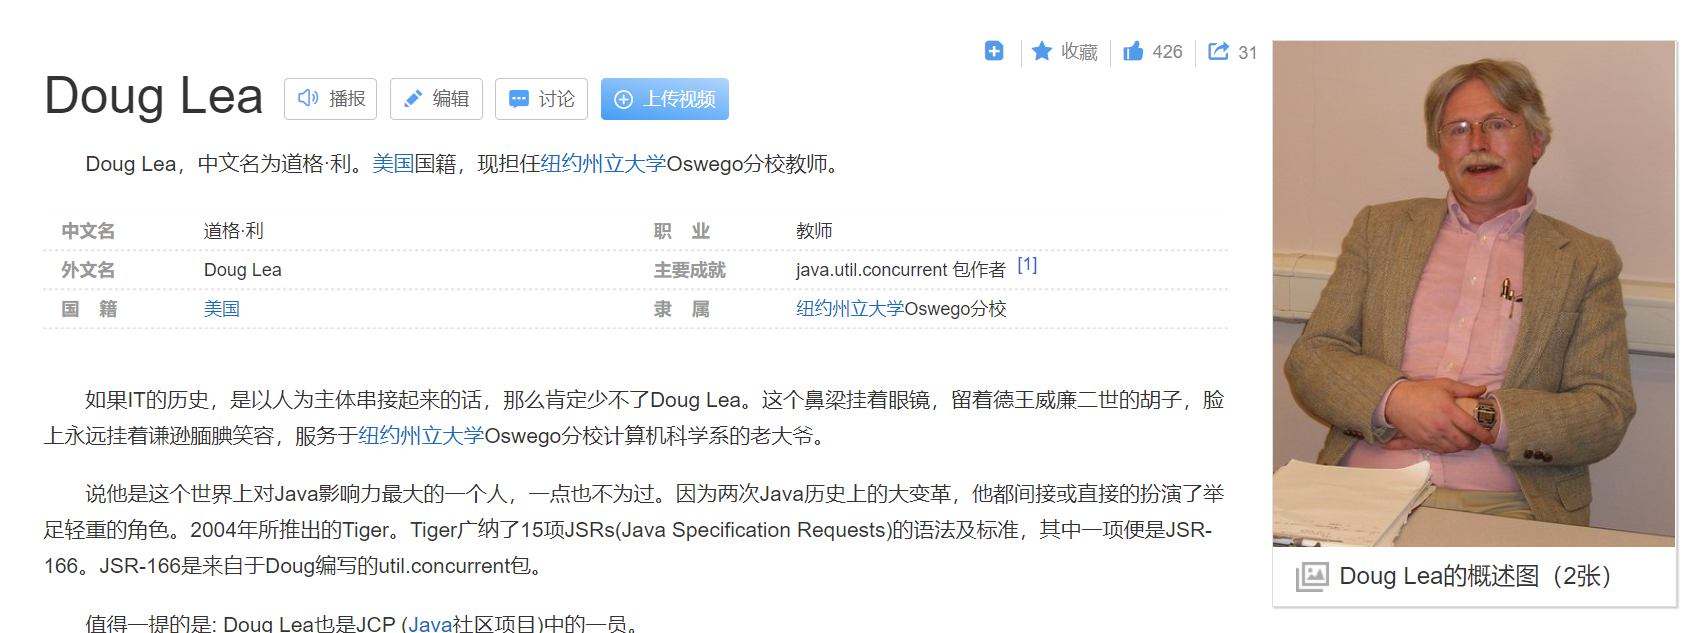 收藏 426 31
Doug Lea 播报 编辑 讨论 上传视频
Doug Lea，中文名为道格·利。美国国籍，现担任纽约州立大学Oswego分校教师。
中文名 道格·利 职 业 教师
外文名 Doug Lea 主要成就 java.util.concurrent 包作者 [1]
国 籍 美国 隶 属 纽约州立大学Oswego分校
如果IT的历史，是以人为主体串接起来的话，那么肯定少不了Doug Lea。这个鼻梁挂着眼镜，留着德王威廉二世的胡子，脸
上永远挂着谦逊腼腆笑容，服务于纽约州立大学Oswego分校计算机科学系的老大爷。
说他是这个世界上对Java影响力最大的一个人，一点也不为过。因为两次Java历史上的大变革，他都间接或直接的扮演了举
足轻重的角色。2004年所推出的Tiger。Tiger广纳了15项JSRs(Java Specification Requests)的语法及标准，其中一项便是JSR-
166。JSR-166是来自于Doug编写的util.concurrent包。
值得一提的是: Doug Lea也是JCP (Java社区项目)中的一员。
Doug Lea的概述图（2张）